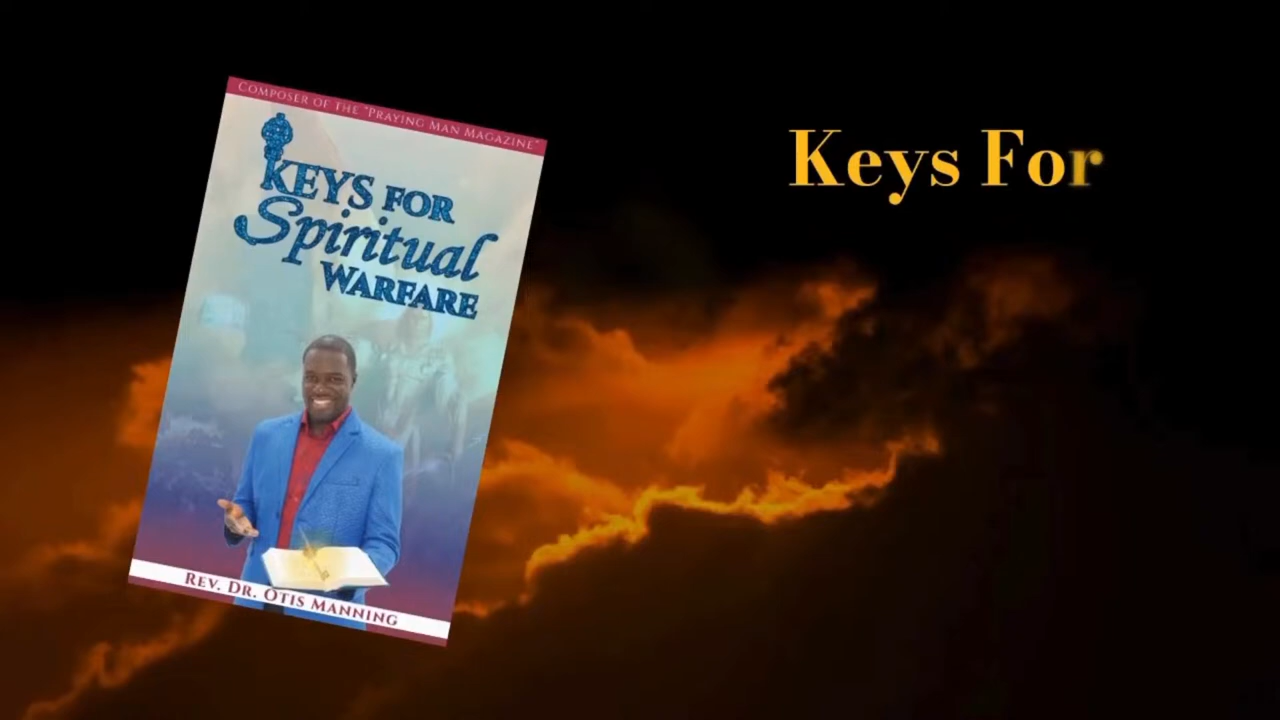 COMPOSER OF THE "PRAYING MAN MAGAZINE"
KEYS FOR
Spiritual
WARFARE
REV. DR. OTIS MANNING
Keys For